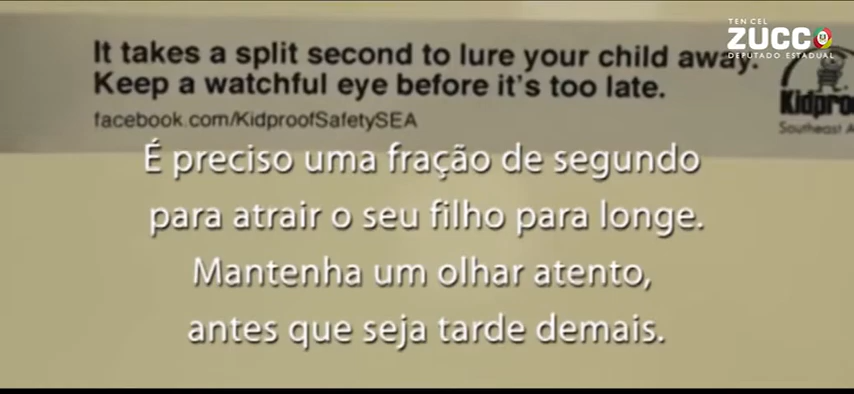 TEN CEL
ZUCCO
DEPUTADO ESTADUAL
It takes a split second to lure your child away.
Keep a watchful eye before it's too late.
facebook.com/KidproofSafetySEA
Kidproo
Southeast A
É preciso uma fração de segundo
para atrair o seu filho para longe.
Mantenha um olhar atento,
antes que seja tarde demais.